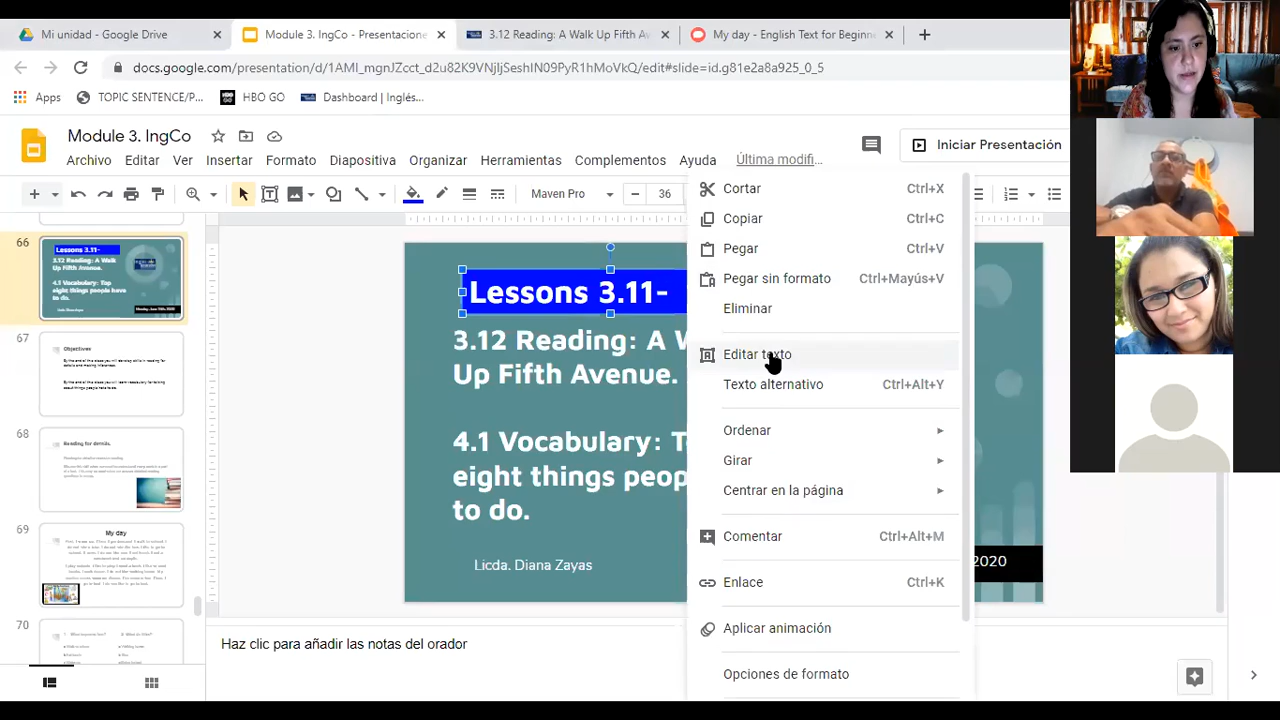 Mi unidad - Google Drive
Module 3. IngCo - Presentacione
3.12 Reading: A Walk Up Fifth Av
My day - English Text for Beginne
docs.google.com/presentation/d/1AMI_
edit#slide=id.g81e2a8a925_0_5
Apps
TOPIC SENTENCE/P...
HBO GO
Dashboard | Inglés...
Module 3. IngCo
Archivo Editar Ver Insertar Formato Diapositiva Organizar Herramientas Complementos Ayuda Última modifi...
Iniciar Presentación
Maven Pro
36
66
Lessons 3.11-
3.12 Reading: A Walk
Up Fifth Avenue.
4.1 Vocabulary: Top
eight things people have
to do.
67
Objectives
68
Reading for details.
69
My day
70
Lessons 3.11-
3.12 Reading: A W
Up Fifth Avenue.
4.1 Vocabulary: T
eight things peop
to do.
Licda. Diana Zayas
2020
Cortar Ctrl+X
Copiar Ctrl+C
Pegar Ctrl+V
Pegar sin formato Ctrl+Mayús+V
Eliminar
Editar texto
Texto Ctrl+Alt+Y
Ordenar
Girar
Centrar en la página
Comentar Ctrl+Alt+M
Enlace Ctrl+K
Aplicar animación
Opciones de formato
Haz clic para añadir las notas del orador